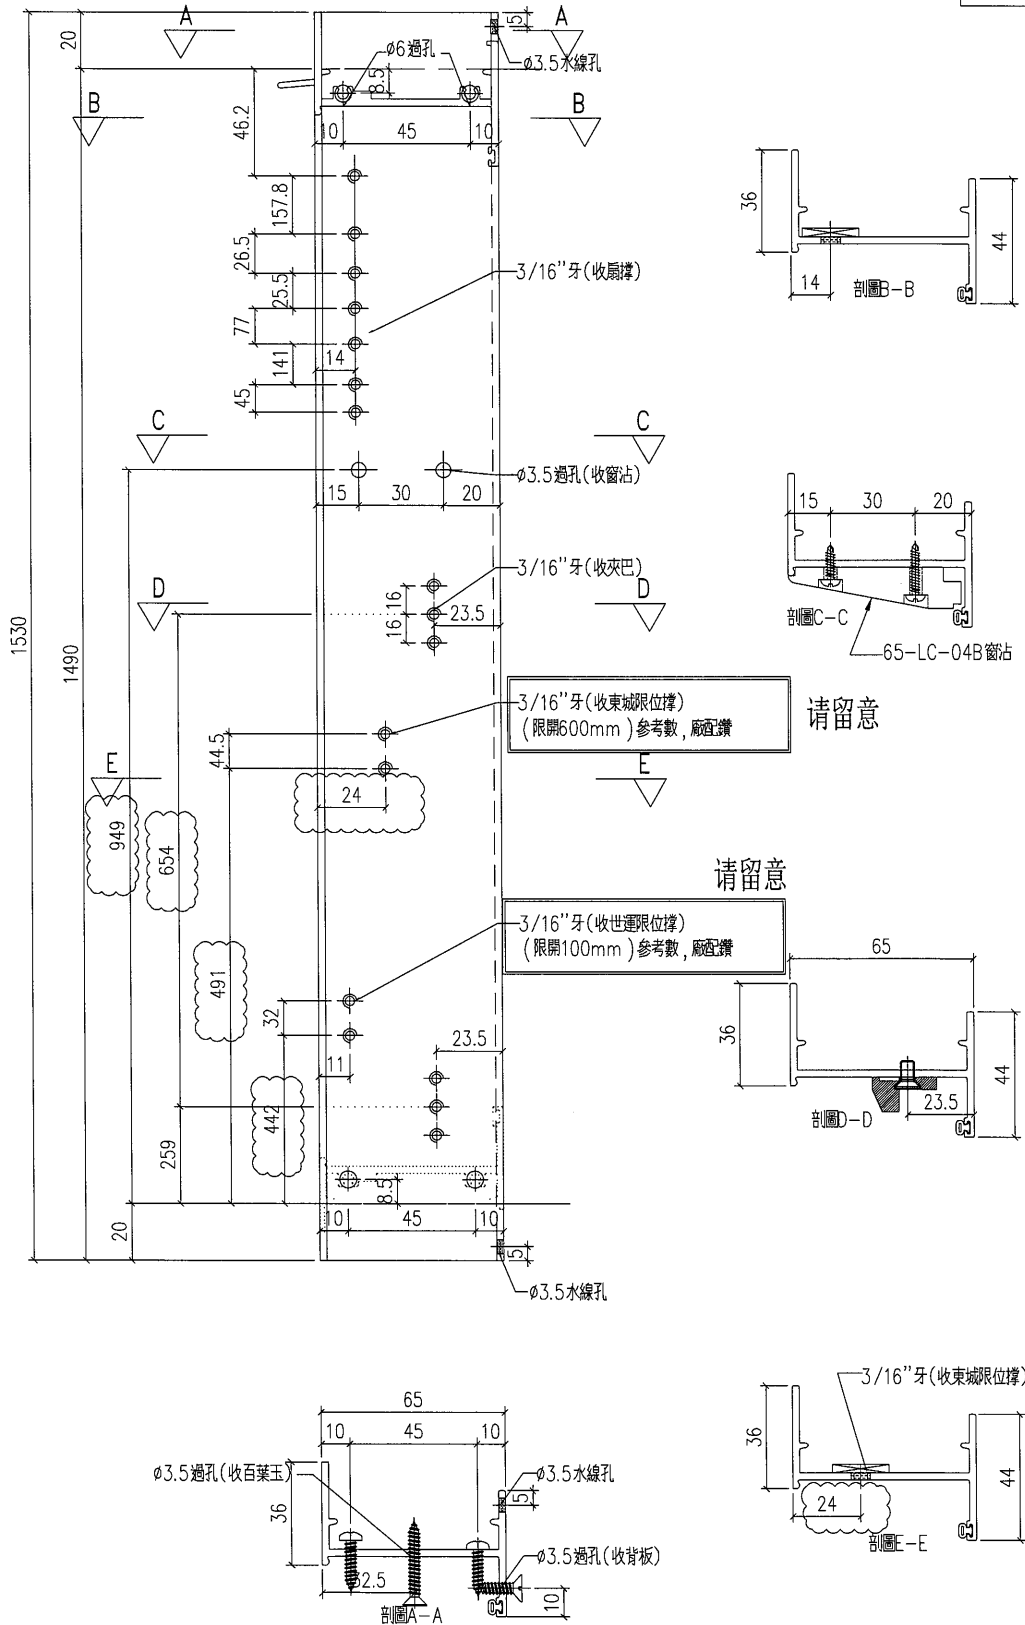 A
A
20
5
ø3.5水線孔
ø6過孔
8.5
B
B
46.2
10
45
10
157.8
26.5
25.5
77
141
45
14
3/16"牙(收扇撐)
36
44
14
剖圖B-B
C
C
ø3.5過孔(收窗沾)
15
30
20
15
30
20
剖圖C-C
65-LC-04B窗沾
3/16"牙(收夾巴)
D
D
16
16
23.5
1530
1490
3/16"牙(收東城限位撐)
(限開600mm)參考數,廠配鑽
请留意
44.5
E
E
24
949
654
请留意
3/16"牙(收世運限位撐)
(限開100mm)參考數,廠配鑽
491
32
11
23.5
442
259
65
36
44
23.5
剖圖D-D
8.5
10
45
10
20
5
ø3.5水線孔
65
10
45
10
ø3.5過孔(收百葉玉)
ø3.5水線孔
5
36
32.5
ø3.5過孔(收背板)
10
剖圖A-A
3/16"牙(收東城限位撐)
36
44
24
剖圖E-E